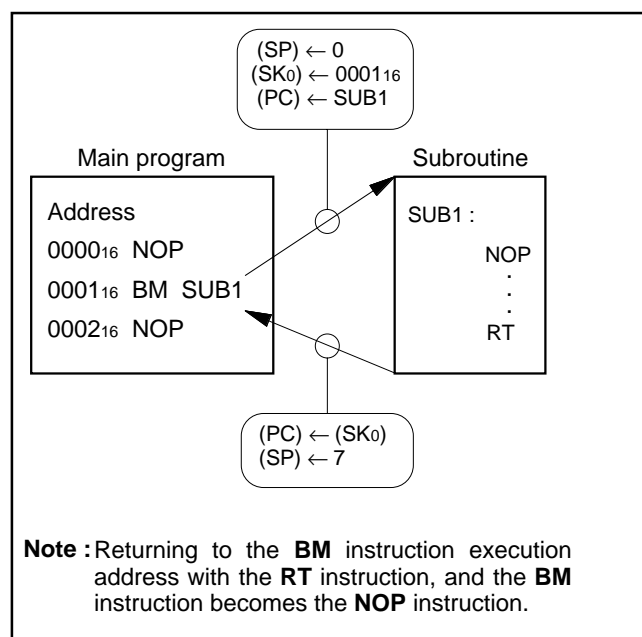 (SP) ← 0
(SK0) ← 000116
(PC) ← SUB1
Main program
Subroutine
Address
000016 NOP
000116 BM SUB1
000216 NOP
SUB1 :
NOP
·
·
·
RT
(PC) ← (SK0)
(SP) ← 7
Note : Returning to the BM instruction execution
address with the RT instruction, and the BM
instruction becomes the NOP instruction.